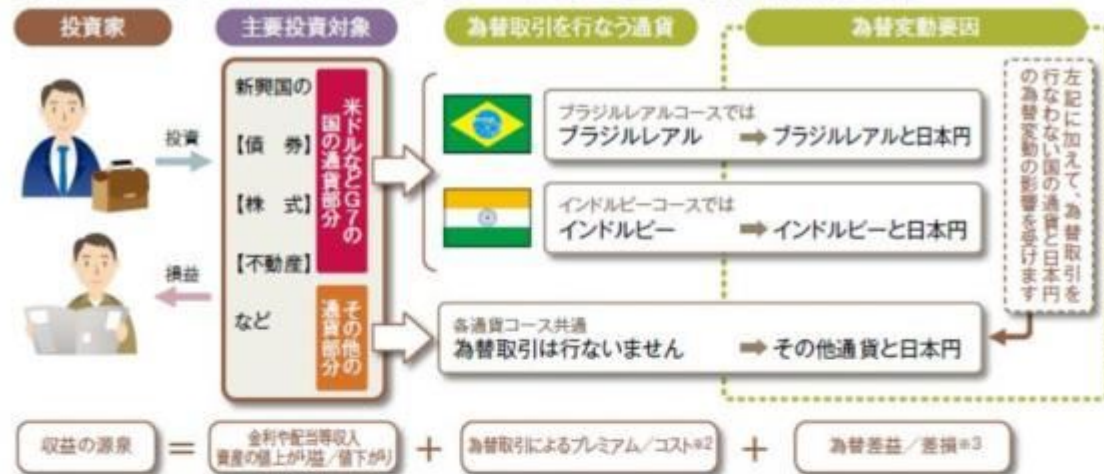 投資家
主要投資対象
為替取引を行なう通貨
為替変動要因
投資
損益
新興国の
【債 券】
【株 式】
【不動産】
など
米ドルなどG7の
国の通貨部分
その他の
通貨部分
ブラジルレアルコースでは
ブラジルレアル ➡ ブラジルレアルと日本円
インドルピーコースでは
インドルピー ➡ インドルピーと日本円
各通貨コース共通
為替取引は行ないません ➡ その他通貨と日本円
左記に加えて、為替取引を
行なわない国の通貨と日本円
の為替変動の影響を受けます
収益の源泉
=
金利や配当等収入
資産の値上がり益/値下がり
+
為替取引によるプレミアム/コスト※2
+
為替差益/差損※3